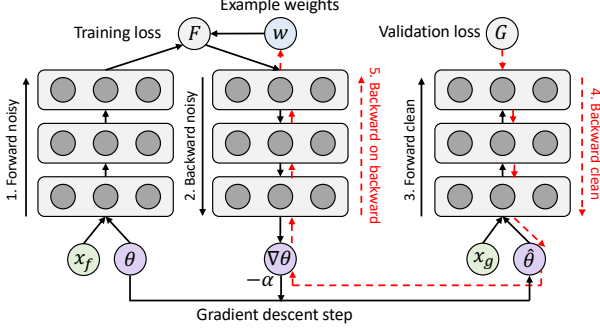 Example weights
Training loss
F
w
Validation loss
G
1. Forward noisy
2. Backward noisy
5. Backward on backward
3. Forward clean
4. Backward clean
x_f
θ
∇θ
−α
x_g
θ̂
Gradient descent step